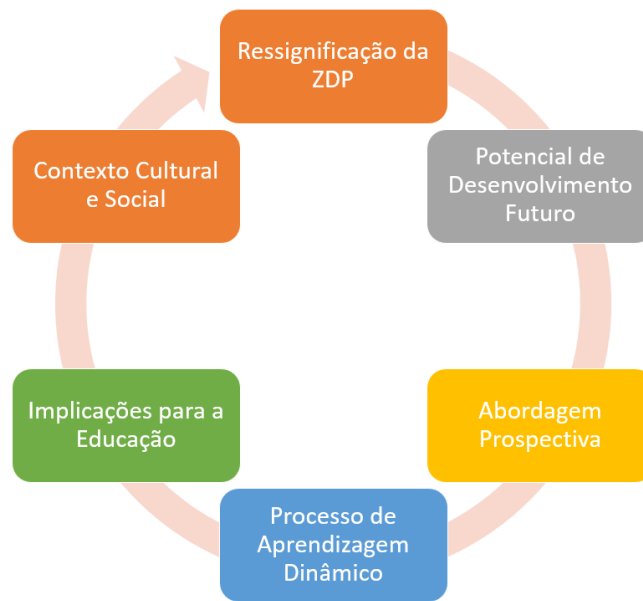 Ressignificação da
ZDP
Potencial de
Desenvolvimento
Futuro
Abordagem
Prospectiva
Processo de
Aprendizagem
Dinâmico
Implicações para a
Educação
Contexto Cultural
e Social